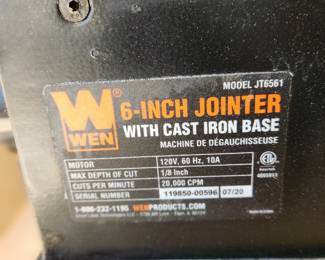 MODEL JT6561
W®
WEN
6-INCH JOINTER
WITH CAST IRON BASE
MACHINE DE DÉGAUCHISSEUSE
MOTOR 120V, 60 Hz, 10A
MAX DEPTH OF CUT 1/8 Inch
CUTS PER MINUTE 20,000 CPM
SERIAL NUMBER 119850-00596 07/20
1-800-232-1195 WENPRODUCTS.COM